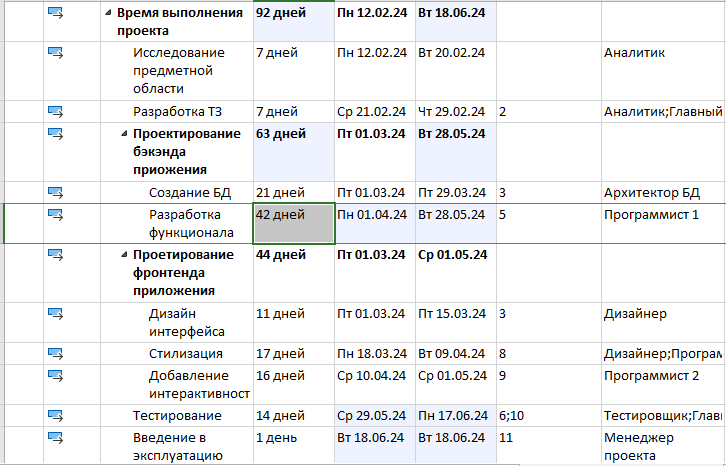 Время выполнения проекта 92 дней Пн 12.02.24 Вт 18.06.24
Исследование предметной области 7 дней Пн 12.02.24 Вт 20.02.24 Аналитик
Разработка ТЗ 7 дней Ср 21.02.24 Чт 29.02.24 2 Аналитик;Главный
Проектирование бэкэнда приожения 63 дней Пт 01.03.24 Вт 28.05.24
Создание БД 21 дней Пт 01.03.24 Пт 29.03.24 3 Архитектор БД
Разработка функционала 42 дней Пн 01.04.24 Вт 28.05.24 5 Программист 1
Проетирование фронтенда приложения 44 дней Пт 01.03.24 Ср 01.05.24
Дизайн интерфейса 11 дней Пт 01.03.24 Пт 15.03.24 3 Дизайнер
Стилизация 17 дней Пн 18.03.24 Вт 09.04.24 8 Дизайнер;Програм
Добавление интерактивност 16 дней Ср 10.04.24 Ср 01.05.24 9 Программист 2
Тестирование 14 дней Ср 29.05.24 Пн 17.06.24 6;10 Тестировщик;Глав
Введение в эксплуатацию 1 день Вт 18.06.24 Вт 18.06.24 11 Менеджер проекта